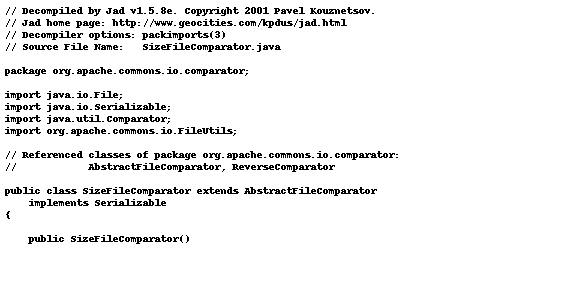 // Decompiled by Jad v1.5.8e. Copyright 2001 Pavel Kouznetsov.
// Jad home page: http://www.geocities.com/kpdus/jad.html
// Decompiler options: packimports(3)
// Source File Name:   SizeFileComparator.java

package org.apache.commons.io.comparator;

import java.io.File;
import java.io.Serializable;
import java.util.Comparator;
import org.apache.commons.io.FileUtils;

// Referenced classes of package org.apache.commons.io.comparator:
//            AbstractFileComparator, ReverseComparator

public class SizeFileComparator extends AbstractFileComparator
    implements Serializable
{

    public SizeFileComparator()